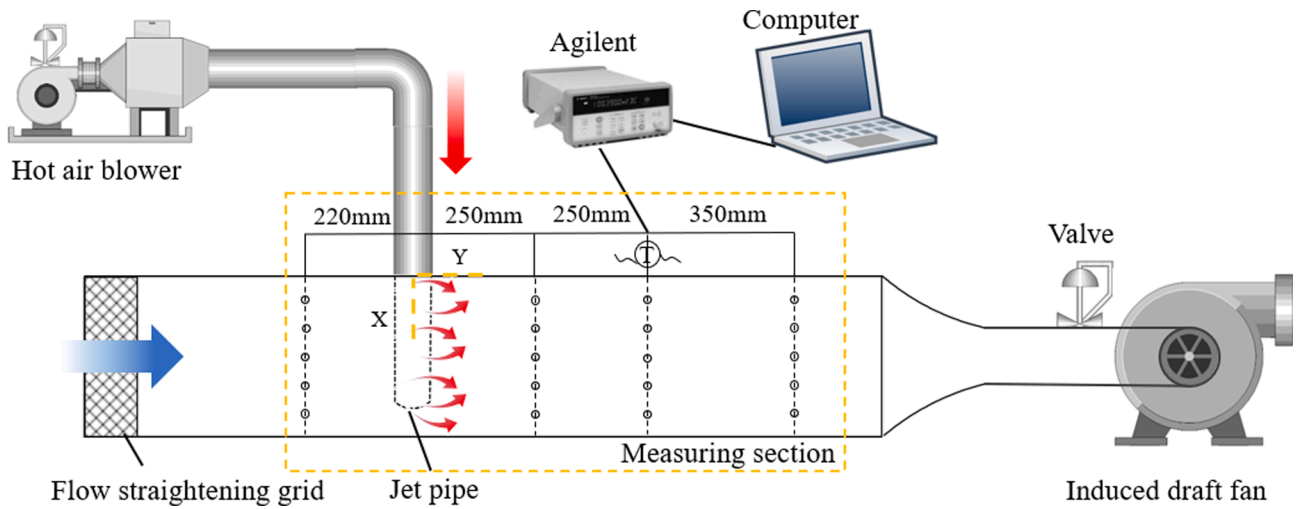 Computer
Agilent
Hot air blower
220mm
250mm
250mm
350mm
Valve
Y
T
X
Measuring section
Flow straightening grid
Jet pipe
Induced draft fan